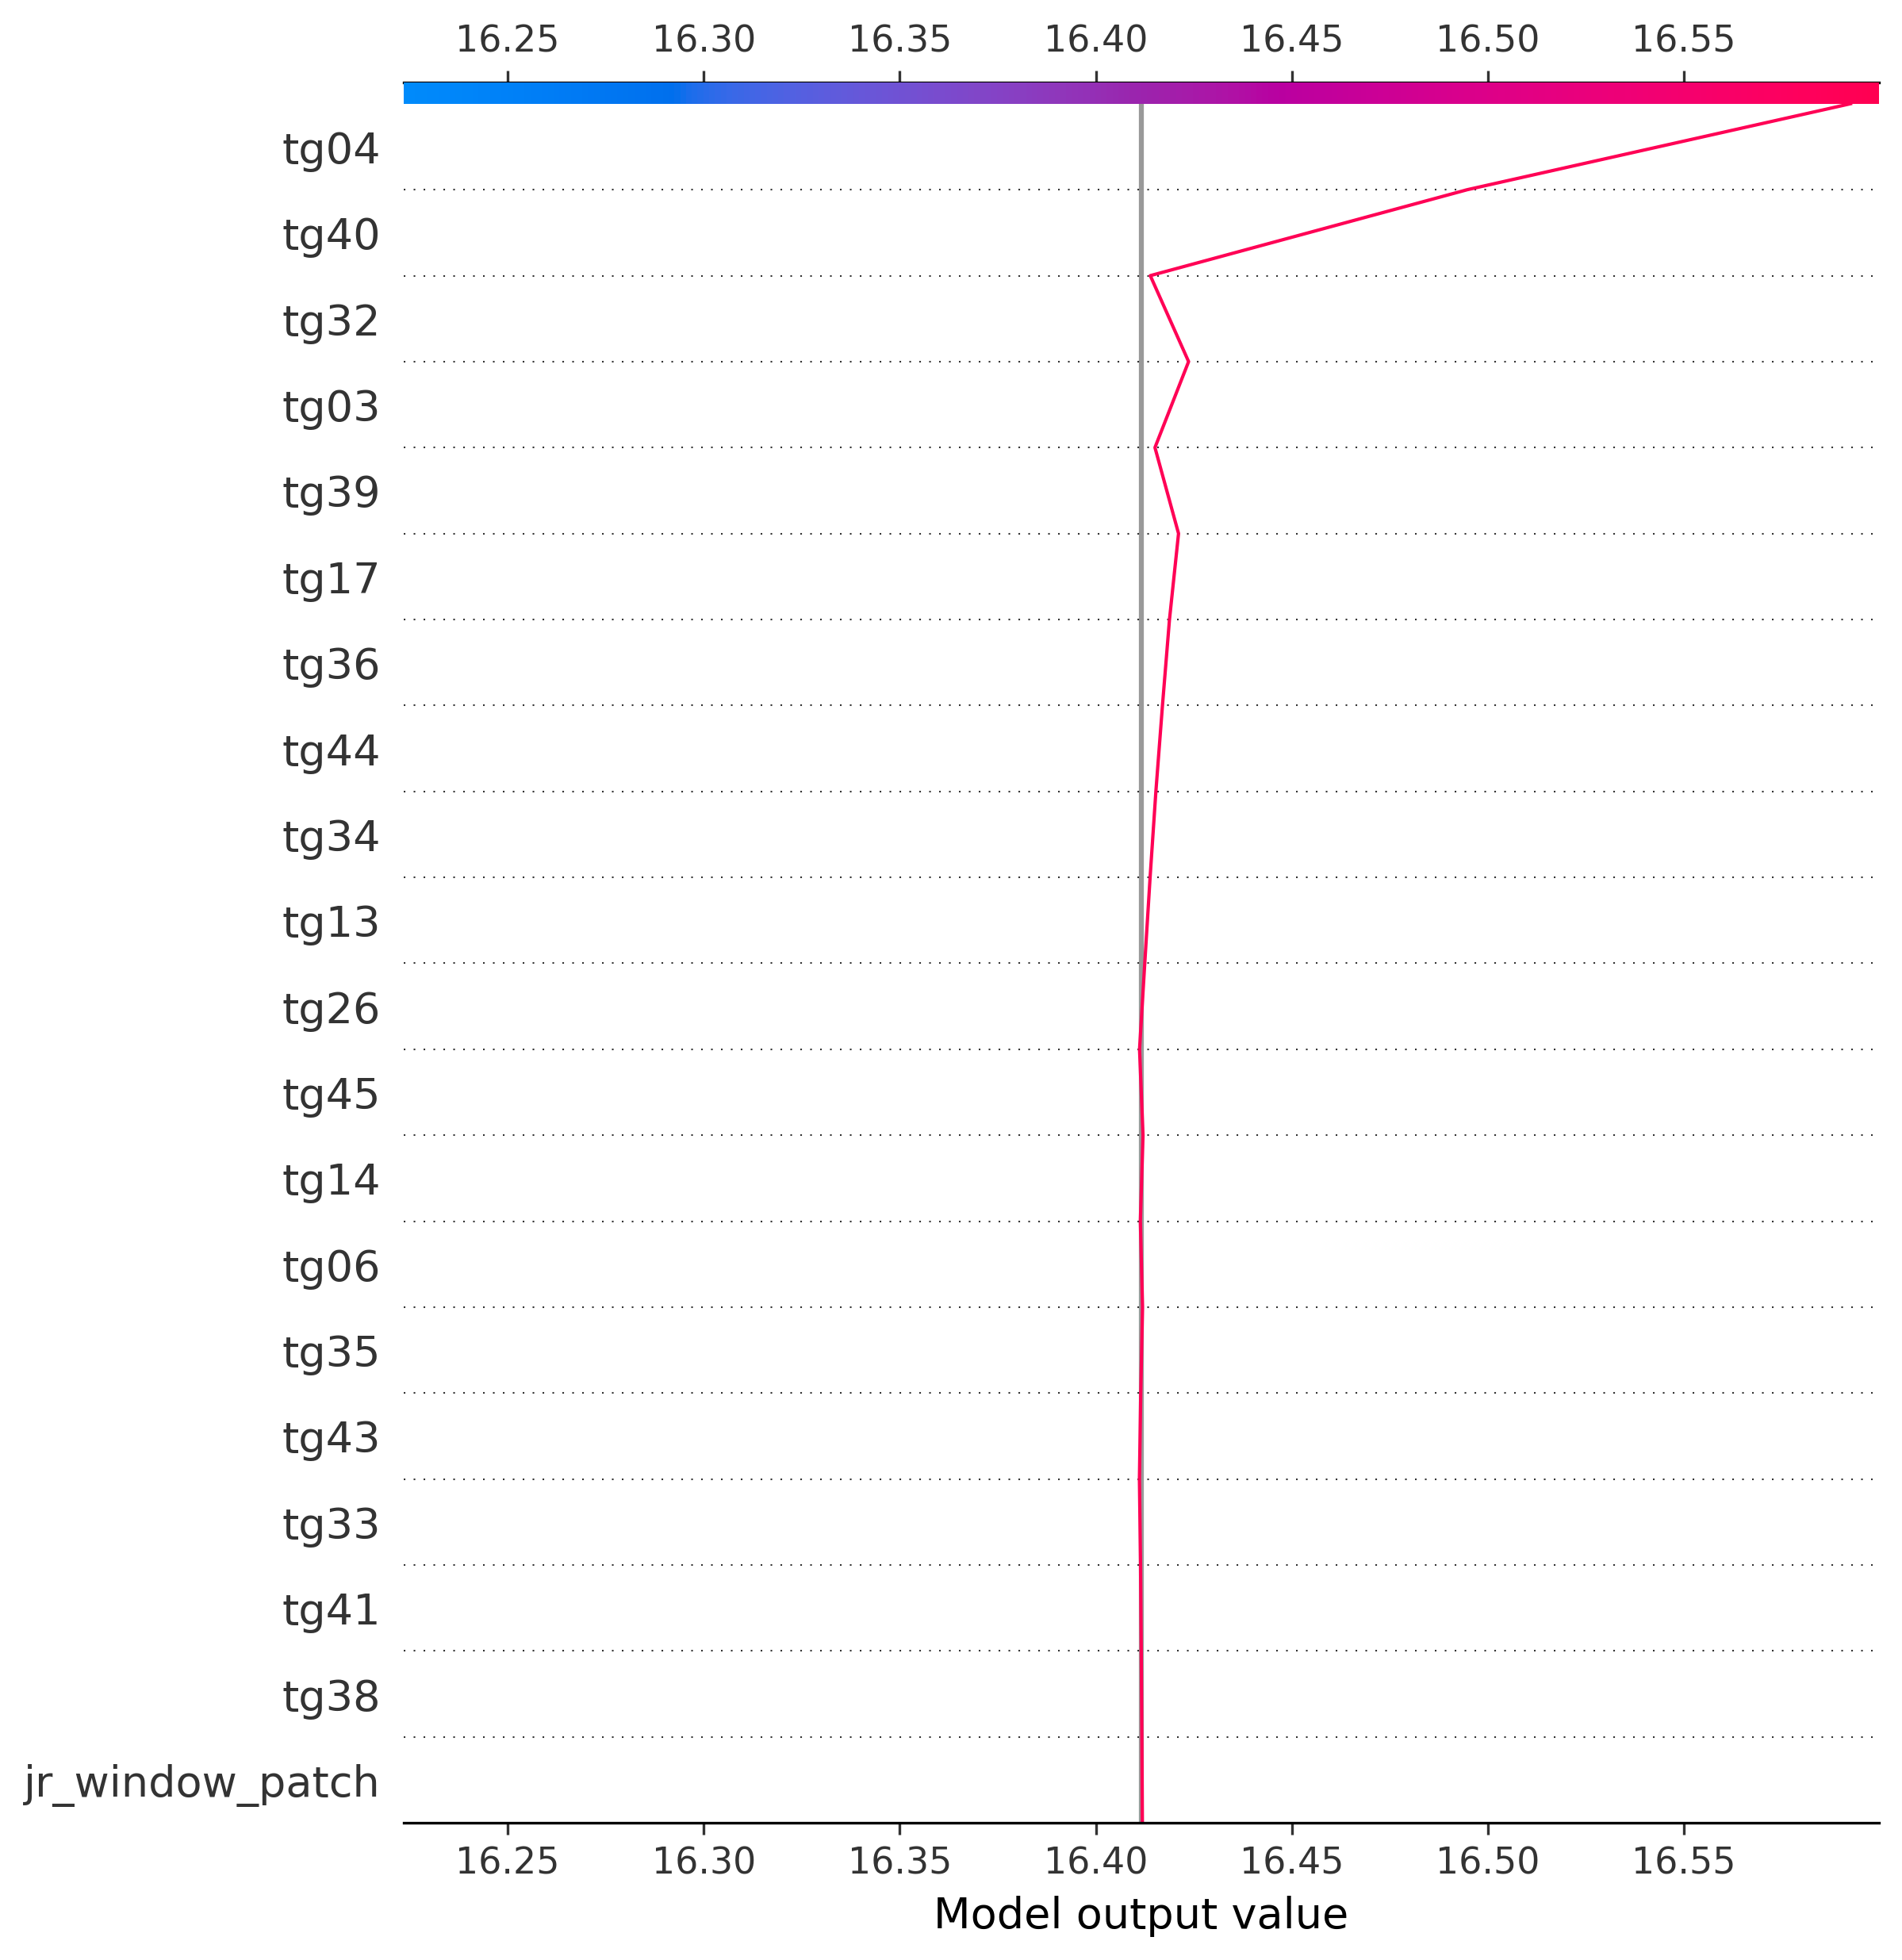 16.25 16.30 16.35 16.40 16.45 16.50 16.55
tg04
tg40
tg32
tg03
tg39
tg17
tg36
tg44
tg34
tg13
tg26
tg45
tg14
tg06
tg35
tg43
tg33
tg41
tg38
jr_window_patch
16.25 16.30 16.35 16.40 16.45 16.50 16.55
Model output value